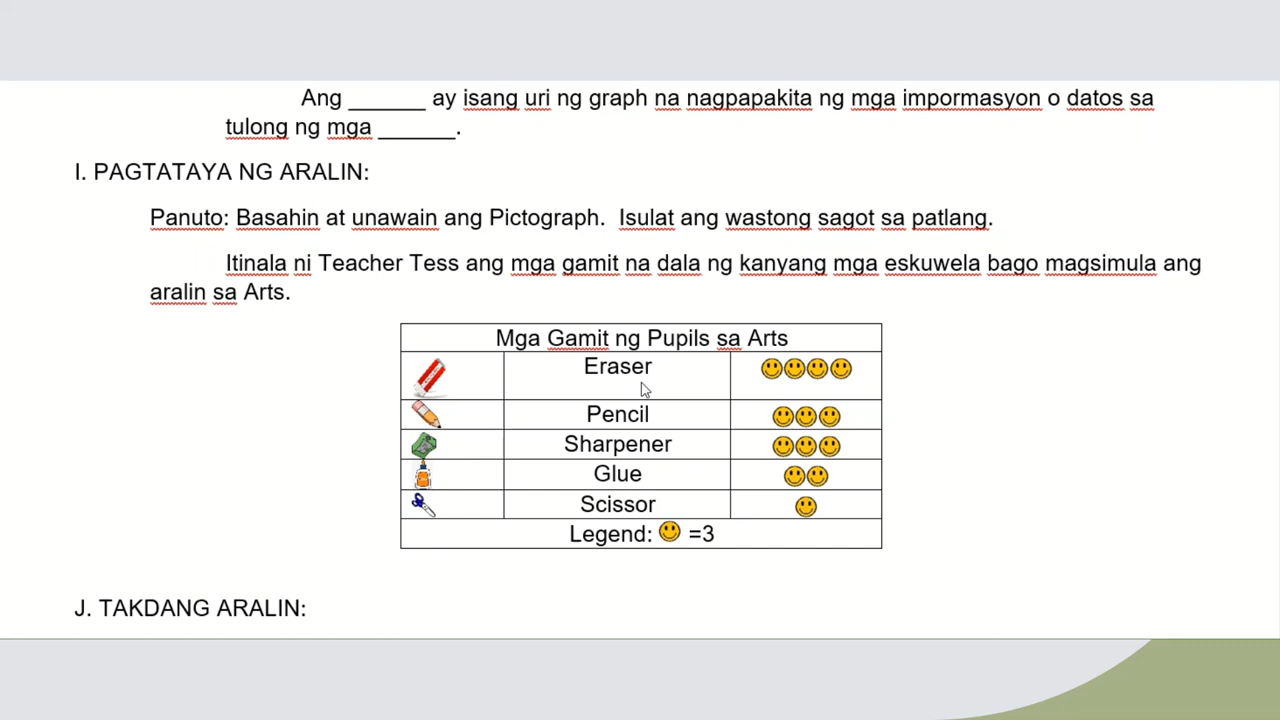 Ang ______ ay isang uri ng graph na nagpapakita ng mga impormasyon o datos sa
tulong ng mga ______.
I. PAGTATAYA NG ARALIN:
Panuto: Basahin at unawain ang Pictograph. Isulat ang wastong sagot sa patlang.
Itinala ni Teacher Tess ang mga gamit na dala ng kanyang mga eskuwela bago magsimula ang
aralin sa Arts.
Mga Gamit ng Pupils sa Arts
Eraser
Pencil
Sharpener
Glue
Scissor
Legend: =3
J. TAKDANG ARALIN: